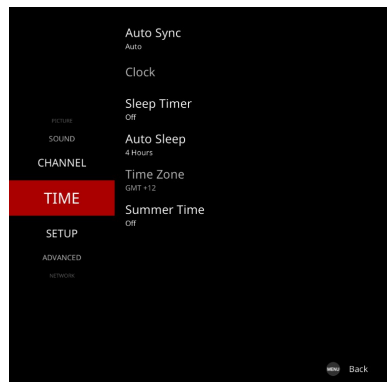 Auto Sync
Auto
Clock
Sleep Timer
Off
Auto Sleep
4 Hours
Time Zone
GMT +12
Summer Time
Off
PICTURE
SOUND
CHANNEL
TIME
SETUP
ADVANCED
NETWORK
MENU Back